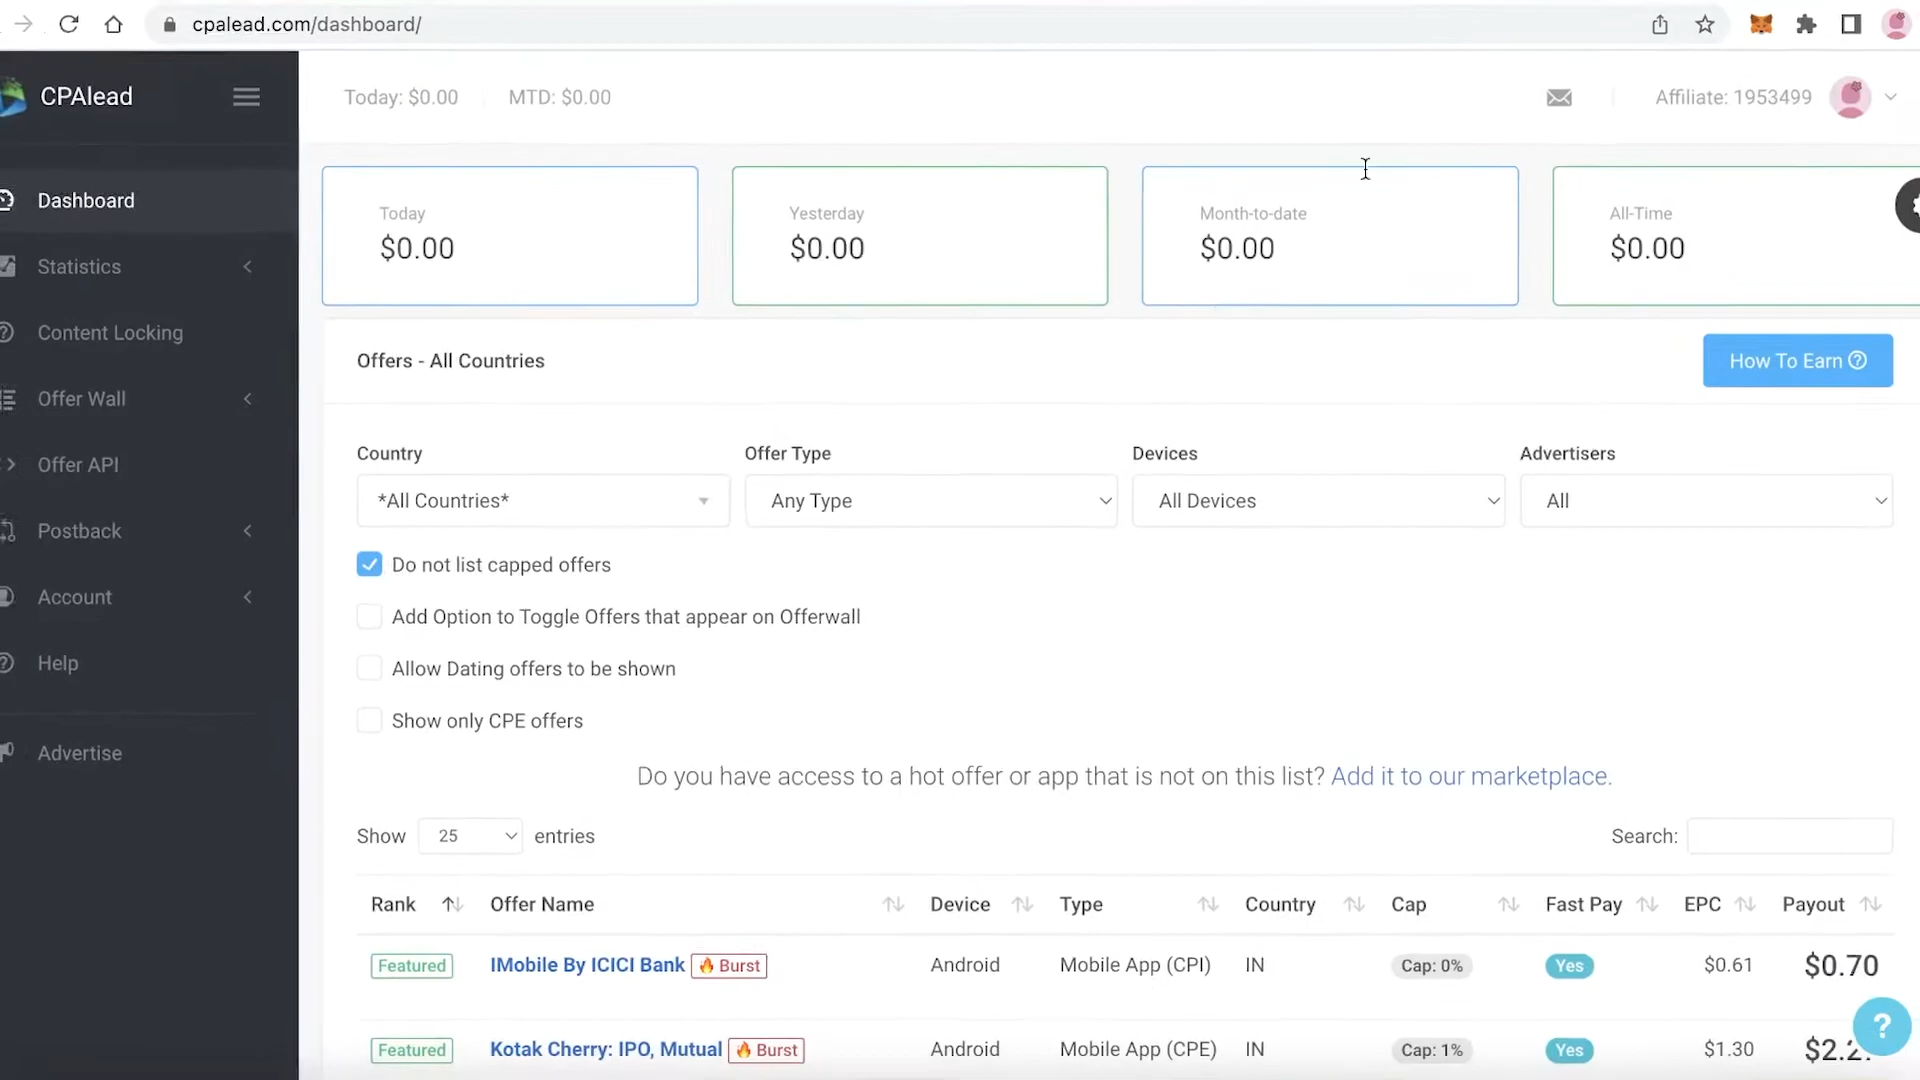 cpalead.com/dashboard/
CPAlead
Today: $0.00
MTD: $0.00
Affiliate: 1953499
Dashboard
Statistics
Content Locking
Offer Wall
Offer API
Postback
Account
Help
Advertise
Today
$0.00
Yesterday
$0.00
Month-to-date
$0.00
All-Time
$0.00
Offers - All Countries
How To Earn
Country
Offer Type
Devices
Advertisers
*All Countries*
Any Type
All Devices
All
Do not list capped offers
Add Option to Toggle Offers that appear on Offerwall
Allow Dating offers to be shown
Show only CPE offers
Do you have access to a hot offer or app that is not on this list? Add it to our marketplace.
Show 25 entries
Search:
Rank Offer Name Device Type Country Cap Fast Pay EPC Payout
Featured IMobile By ICICI Bank Burst Android Mobile App (CPI) IN Cap: 0% Yes $0.61 $0.70
Featured Kotak Cherry: IPO, Mutual Burst Android Mobile App (CPE) IN Cap: 1% Yes $1.30